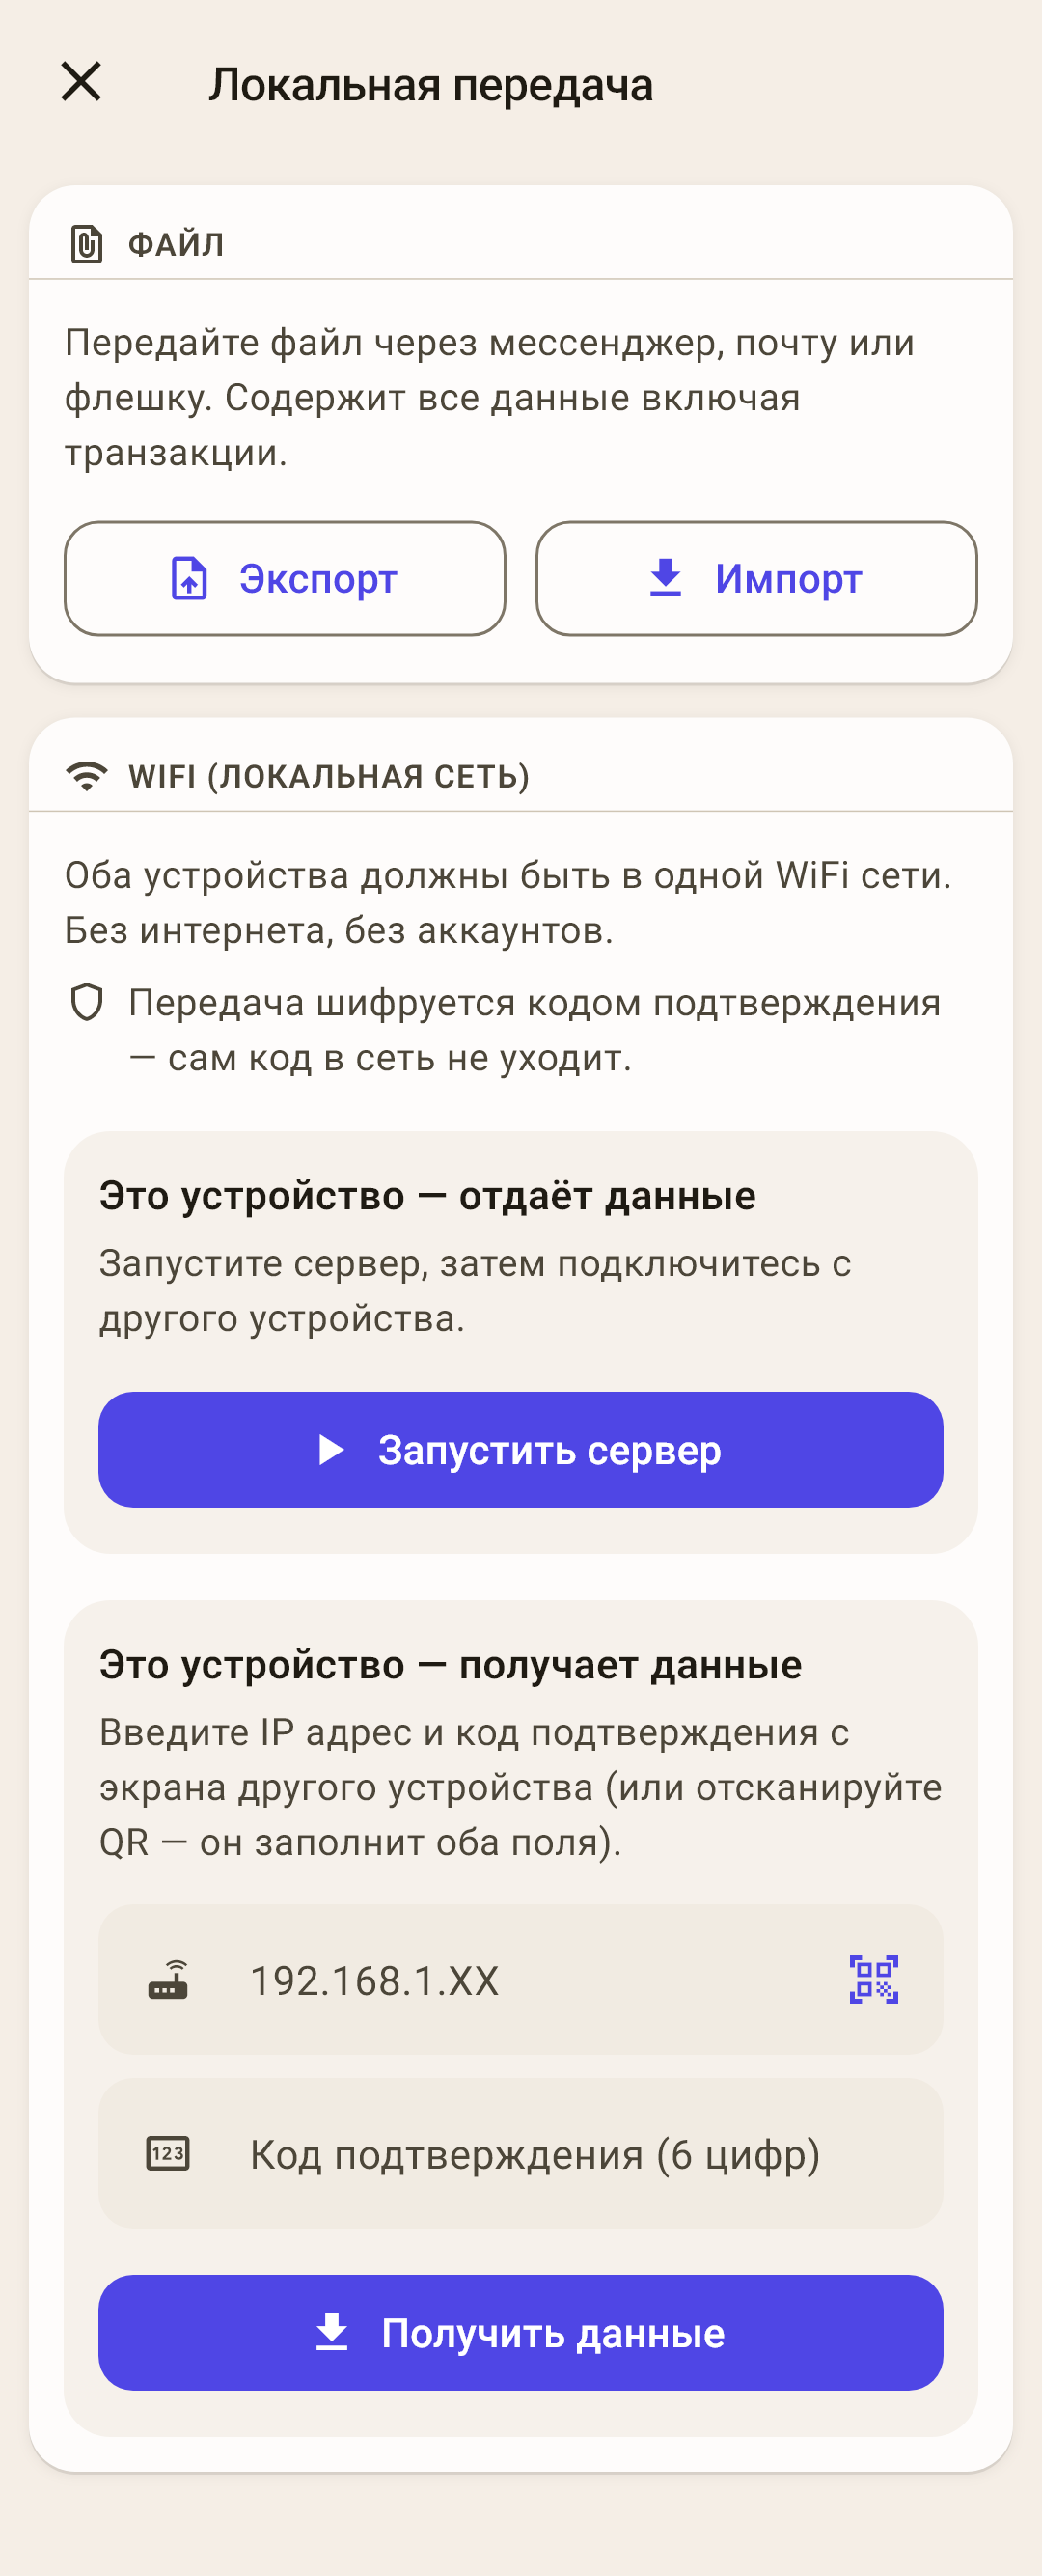 Локальная передача
ФАЙЛ
Передайте файл через мессенджер, почту или
флешку. Содержит все данные включая
транзакции.
Экспорт
Импорт
WIFI (ЛОКАЛЬНАЯ СЕТЬ)
Оба устройства должны быть в одной WiFi сети.
Без интернета, без аккаунтов.
Передача шифруется кодом подтверждения
— сам код в сеть не уходит.
Это устройство — отдаёт данные
Запустите сервер, затем подключитесь с
другого устройства.
Запустить сервер
Это устройство — получает данные
Введите IP адрес и код подтверждения с
экрана другого устройства (или отсканируйте
QR — он заполнит оба поля).
192.168.1.XX
123
Код подтверждения (6 цифр)
Получить данные